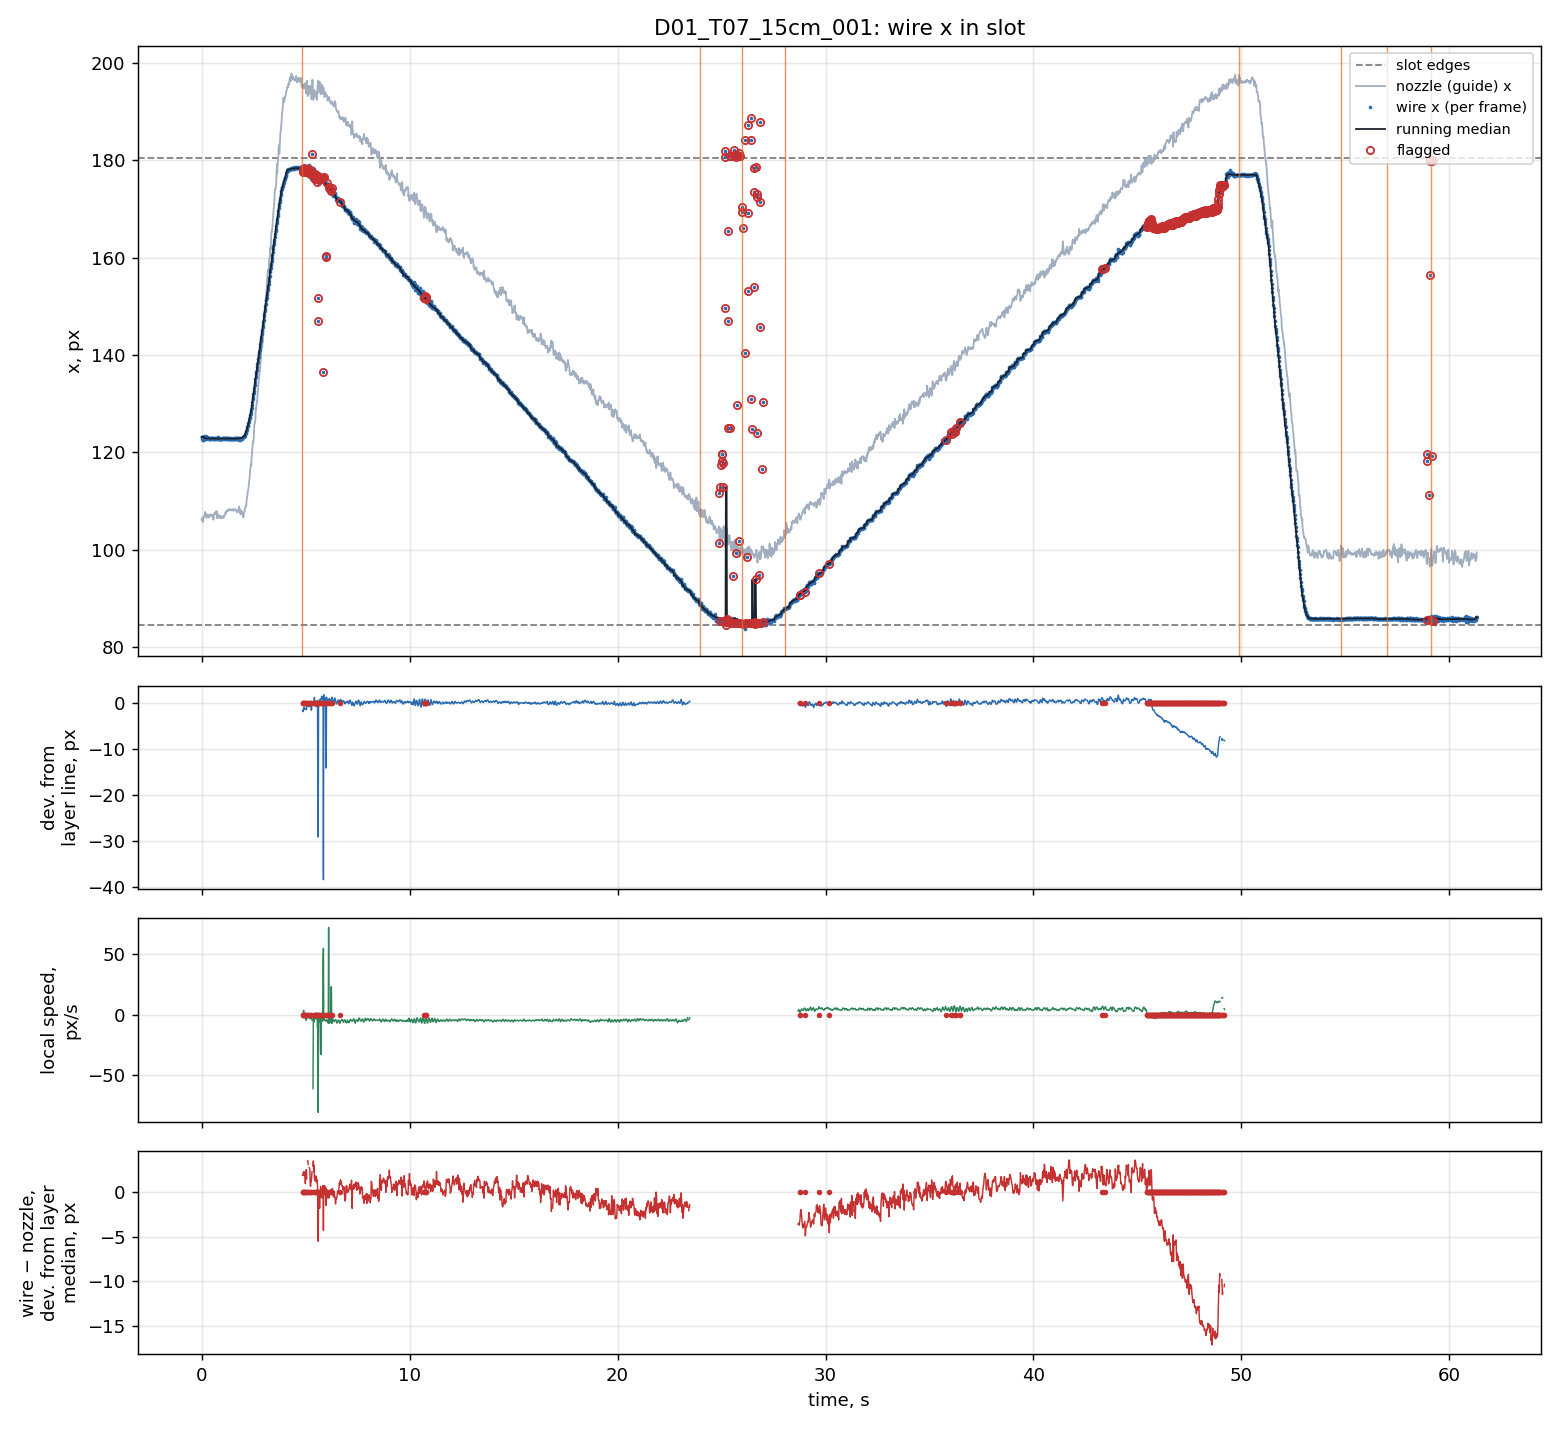 D01_T07_15cm_001: wire x in slot
slot edges
nozzle (guide) x
wire x (per frame)
running median
flagged
x, px
200
180
160
140
120
100
80
dev. from
layer line, px
0
−10
−20
−30
−40
local speed,
px/s
50
0
−50
wire − nozzle,
dev. from layer
median, px
0
−5
−10
−15
0
10
20
30
40
50
60
time, s